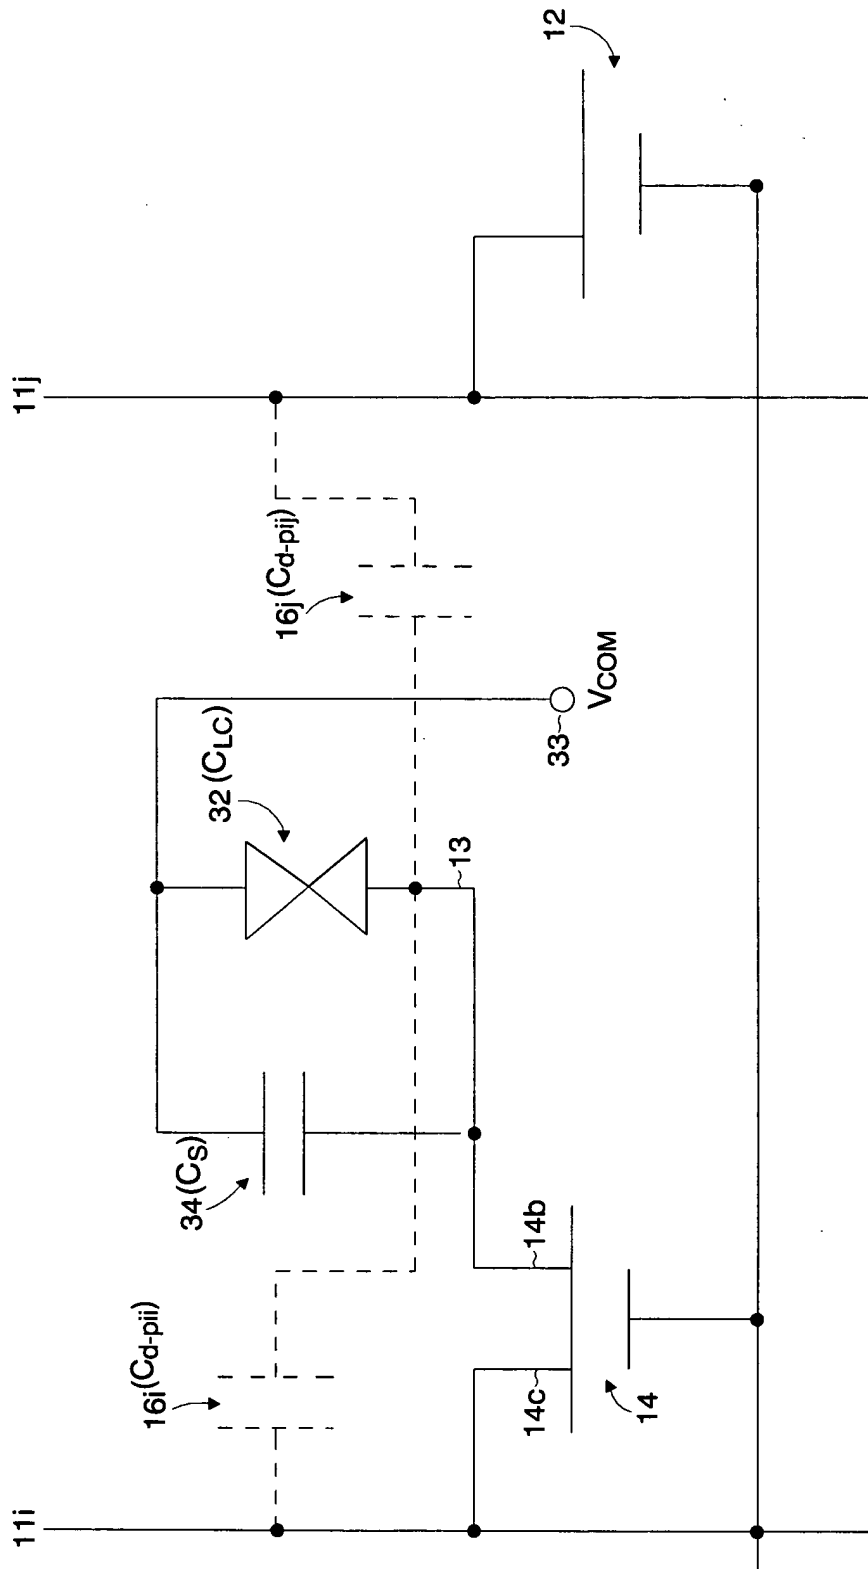 11i
11j
16i(Cd-pii)
34(CS)
32(CLC)
16j(Cd-pij)
13
33
VCOM
14c
14b
14
12